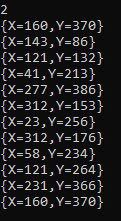 2
{X=160,Y=370}
{X=143,Y=86}
{X=121,Y=132}
{X=41,Y=213}
{X=277,Y=386}
{X=312,Y=153}
{X=23,Y=256}
{X=312,Y=176}
{X=58,Y=234}
{X=121,Y=264}
{X=231,Y=366}
{X=160,Y=370}